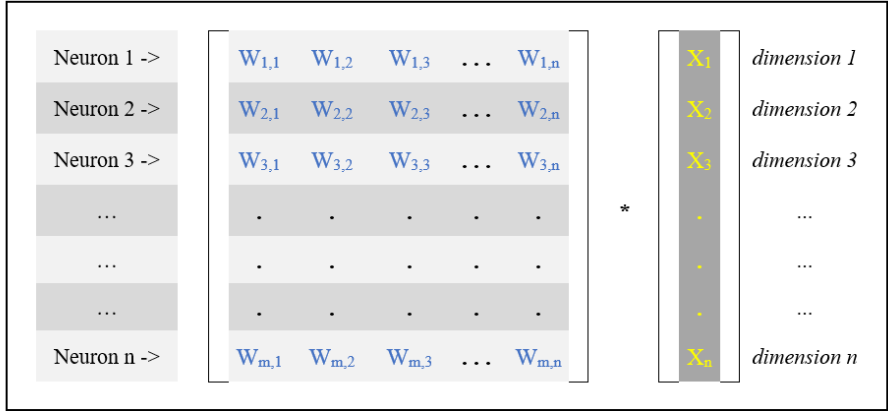 Neuron 1 -> W1,1 W1,2 W1,3 ... W1,n X1 dimension 1
Neuron 2 -> W2,1 W2,2 W2,3 ... W2,n X2 dimension 2
Neuron 3 -> W3,1 W3,2 W3,3 ... W3,n X3 dimension 3
... . . . . . * . ...
... . . . . . . ...
... . . . . . . ...
Neuron n -> Wm,1 Wm,2 Wm,3 ... Wm,n Xn dimension n